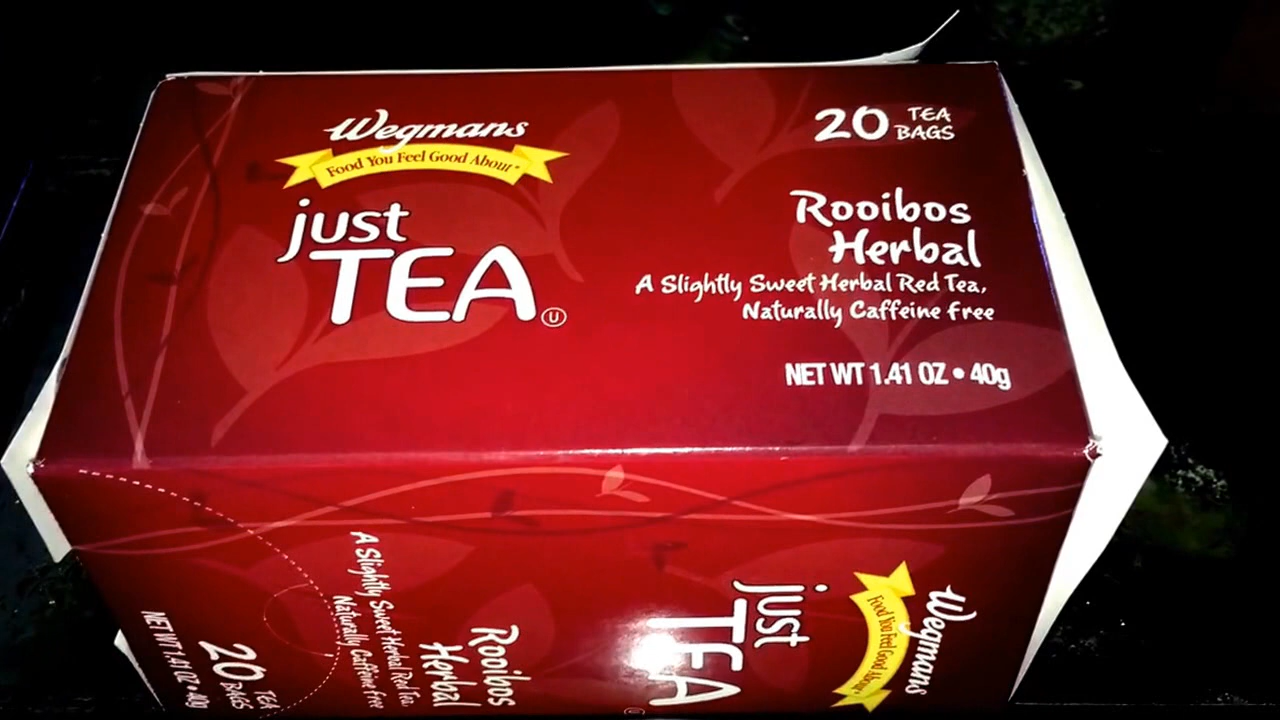 Wegmans
Food You Feel Good About
just
TEA
U
20 TEA
BAGS
Rooibos
Herbal
A Slightly Sweet Herbal Red Tea,
Naturally Caffeine Free
NET WT 1.41 OZ • 40g
Wegmans
Food You Feel Good About
just
TEA
Rooibos
Herbal
A Slightly Sweet Herbal Red Tea,
Naturally Caffeine Free
20 TEA
BAGS
NET WT 1.41 OZ • 40g